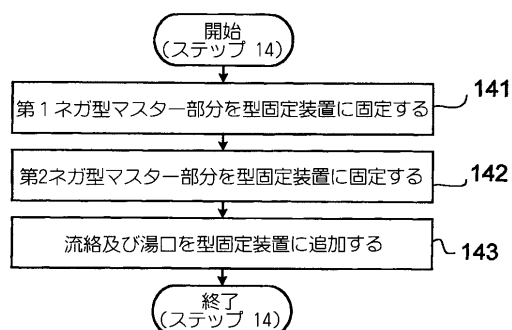 開始
(ステップ 14)
第1ネガ型マスター部分を型固定装置に固定する
141
第2ネガ型マスター部分を型固定装置に固定する
142
流絡及び湯口を型固定装置に追加する
143
終了
(ステップ 14)